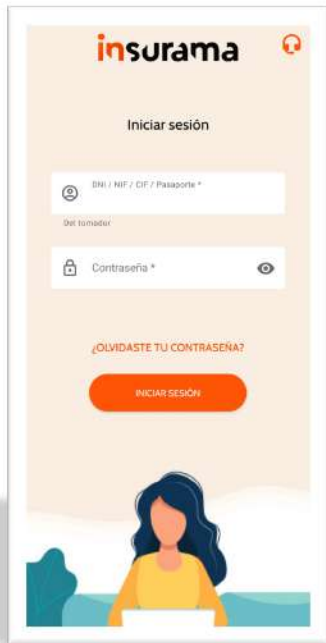 insurama
Iniciar sesión
DNI / NIF / CIF / Pasaporte *
Del tomador
Contraseña *
¿OLVIDASTE TU CONTRASEÑA?
INICIAR SESIÓN